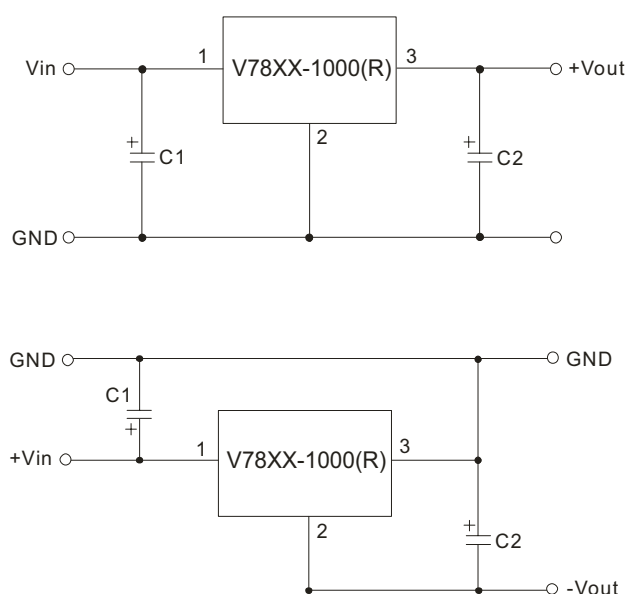 1
V78XX-1000(R)
3
Vin
+Vout
+
C1
2
+
C2
GND
GND
GND
C1
+
+Vin
1
V78XX-1000(R)
3
2
+
C2
-Vout